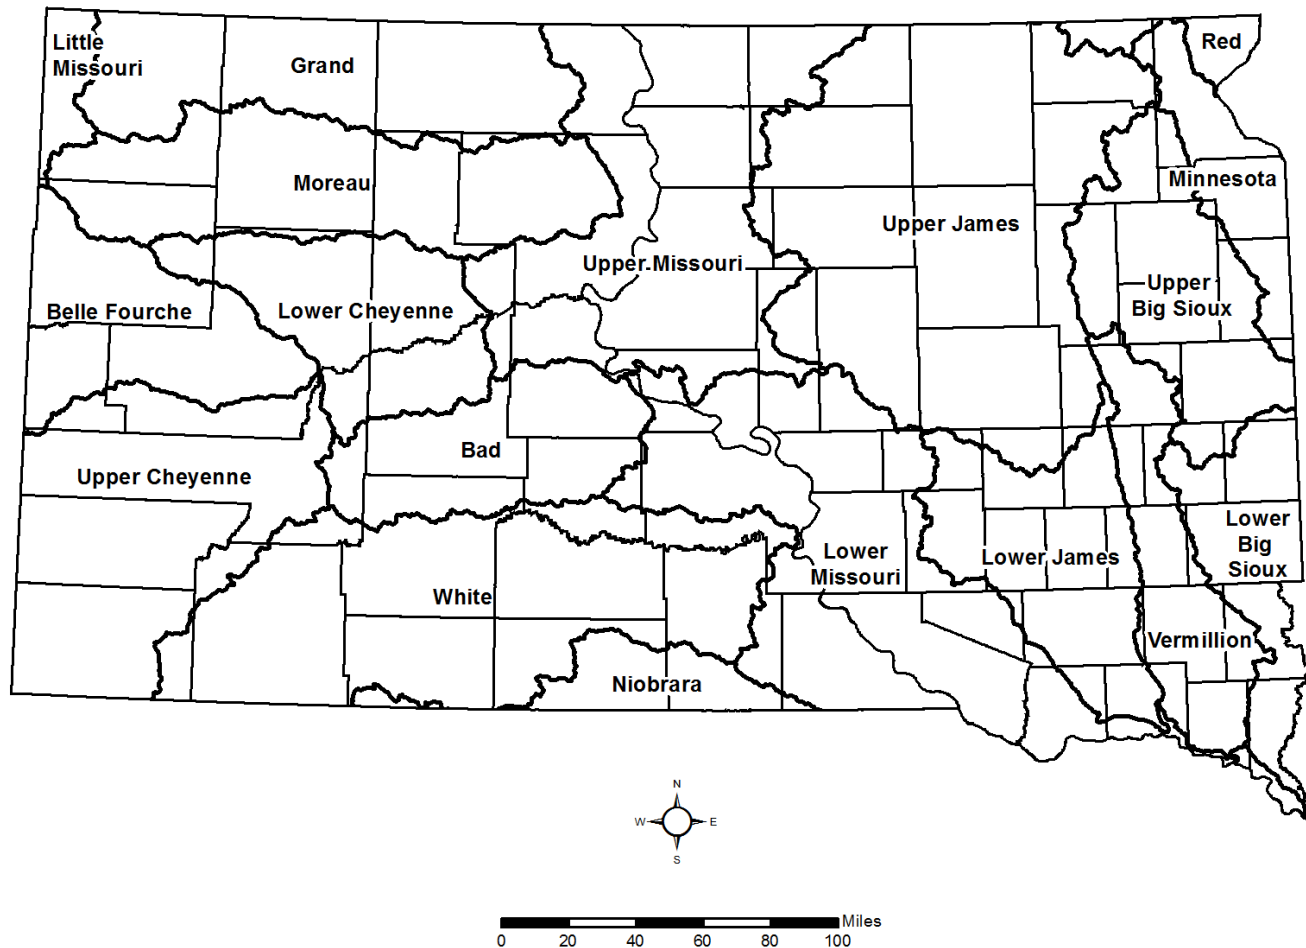 Little
Missouri
Grand
Red
Moreau
Minnesota
Upper James
Upper Missouri
Belle Fourche
Lower Cheyenne
Upper
Big Sioux
Bad
Upper Cheyenne
Lower
Missouri
Lower James
Lower
Big
Sioux
White
Vermillion
Niobrara
N
W E
S
Miles
0 20 40 60 80 100